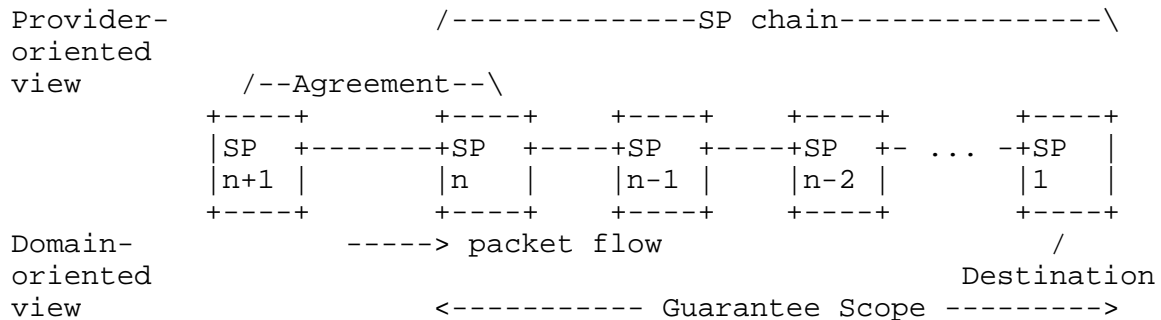 Provider-                 /--------------SP chain---------------\
oriented
view          /--Agreement--\
            +----+       +----+    +----+    +----+       +----+
            |SP  +-------+SP  +----+SP  +----+SP  +- ... -+SP  |
            |n+1 |       |n   |    |n-1 |    |n-2 |       |1   |
            +----+       +----+    +----+    +----+       +----+
Domain-             -----> packet flow                      /
oriented                                              Destination
view                     <----------- Guarantee Scope --------->